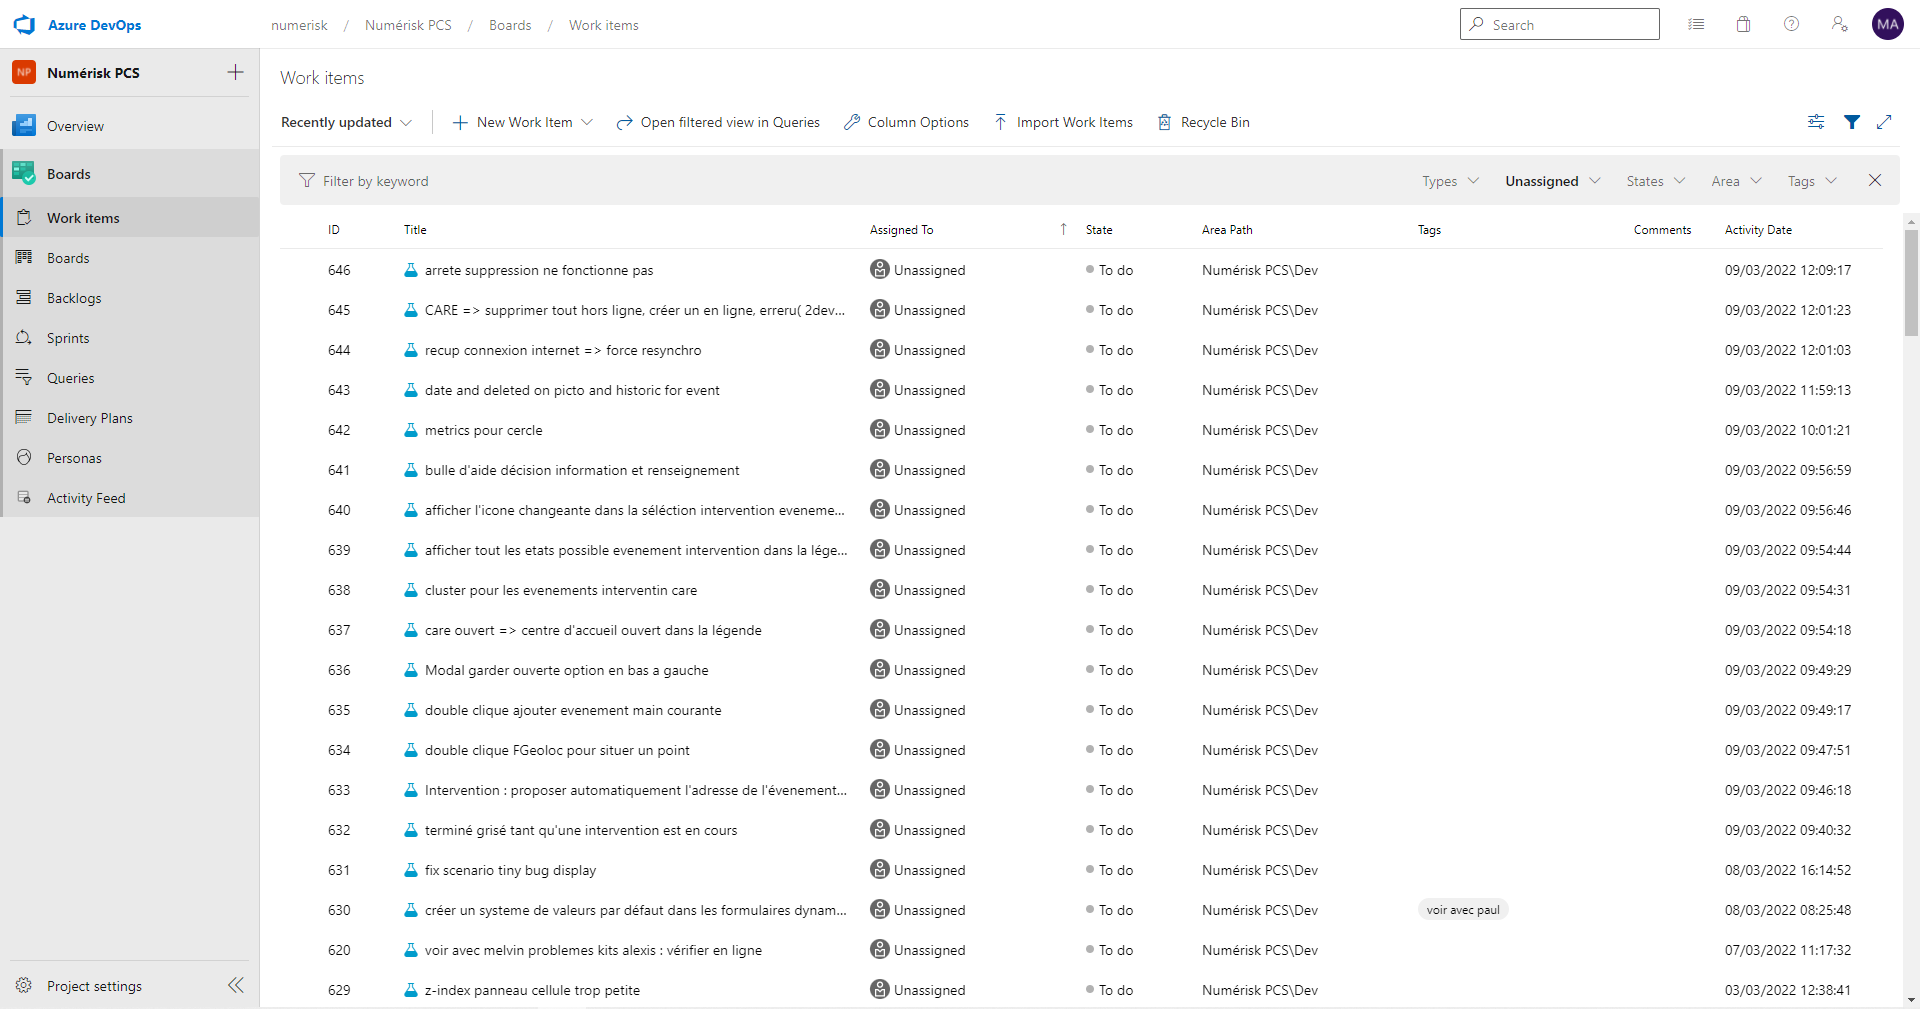 Azure DevOps
numerisk / Numérisk PCS / Boards / Work items
Search
MA
NP Numérisk PCS
Overview
Boards
Work items
Boards
Backlogs
Sprints
Queries
Delivery Plans
Personas
Activity Feed
Project settings
Work items
Recently updated New Work Item Open filtered view in Queries Column Options Import Work Items Recycle Bin
Filter by keyword Types Unassigned States Area Tags
ID Title Assigned To ↑ State Area Path Tags Comments Activity Date
646 arrete suppression ne fonctionne pas Unassigned To do Numérisk PCS\Dev 09/03/2022 12:09:17
645 CARE => supprimer tout hors ligne, créer un en ligne, erreru( 2dev... Unassigned To do Numérisk PCS\Dev 09/03/2022 12:01:23
644 recup connexion internet => force resynchro Unassigned To do Numérisk PCS\Dev 09/03/2022 12:01:03
643 date and deleted on picto and historic for event Unassigned To do Numérisk PCS\Dev 09/03/2022 11:59:13
642 metrics pour cercle Unassigned To do Numérisk PCS\Dev 09/03/2022 10:01:21
641 bulle d'aide décision information et renseignement Unassigned To do Numérisk PCS\Dev 09/03/2022 09:56:59
640 afficher l'icone changeante dans la séléction intervention eveneme... Unassigned To do Numérisk PCS\Dev 09/03/2022 09:56:46
639 afficher tout les etats possible evenement intervention dans la lége... Unassigned To do Numérisk PCS\Dev 09/03/2022 09:54:44
638 cluster pour les evenements interventin care Unassigned To do Numérisk PCS\Dev 09/03/2022 09:54:31
637 care ouvert => centre d'accueil ouvert dans la légende Unassigned To do Numérisk PCS\Dev 09/03/2022 09:54:18
636 Modal garder ouverte option en bas a gauche Unassigned To do Numérisk PCS\Dev 09/03/2022 09:49:29
635 double clique ajouter evenement main courante Unassigned To do Numérisk PCS\Dev 09/03/2022 09:49:17
634 double clique FGeoloc pour situer un point Unassigned To do Numérisk PCS\Dev 09/03/2022 09:47:51
633 Intervention : proposer automatiquement l'adresse de l'évenement... Unassigned To do Numérisk PCS\Dev 09/03/2022 09:46:18
632 terminé grisé tant qu'une intervention est en cours Unassigned To do Numérisk PCS\Dev 09/03/2022 09:40:32
631 fix scenario tiny bug display Unassigned To do Numérisk PCS\Dev 08/03/2022 16:14:52
630 créer un systeme de valeurs par défaut dans les formulaires dynam... Unassigned To do Numérisk PCS\Dev voir avec paul 08/03/2022 08:25:48
620 voir avec melvin problemes kits alexis : vérifier en ligne Unassigned To do Numérisk PCS\Dev 07/03/2022 11:17:32
629 z-index panneau cellule trop petite Unassigned To do Numérisk PCS\Dev 03/03/2022 12:38:41